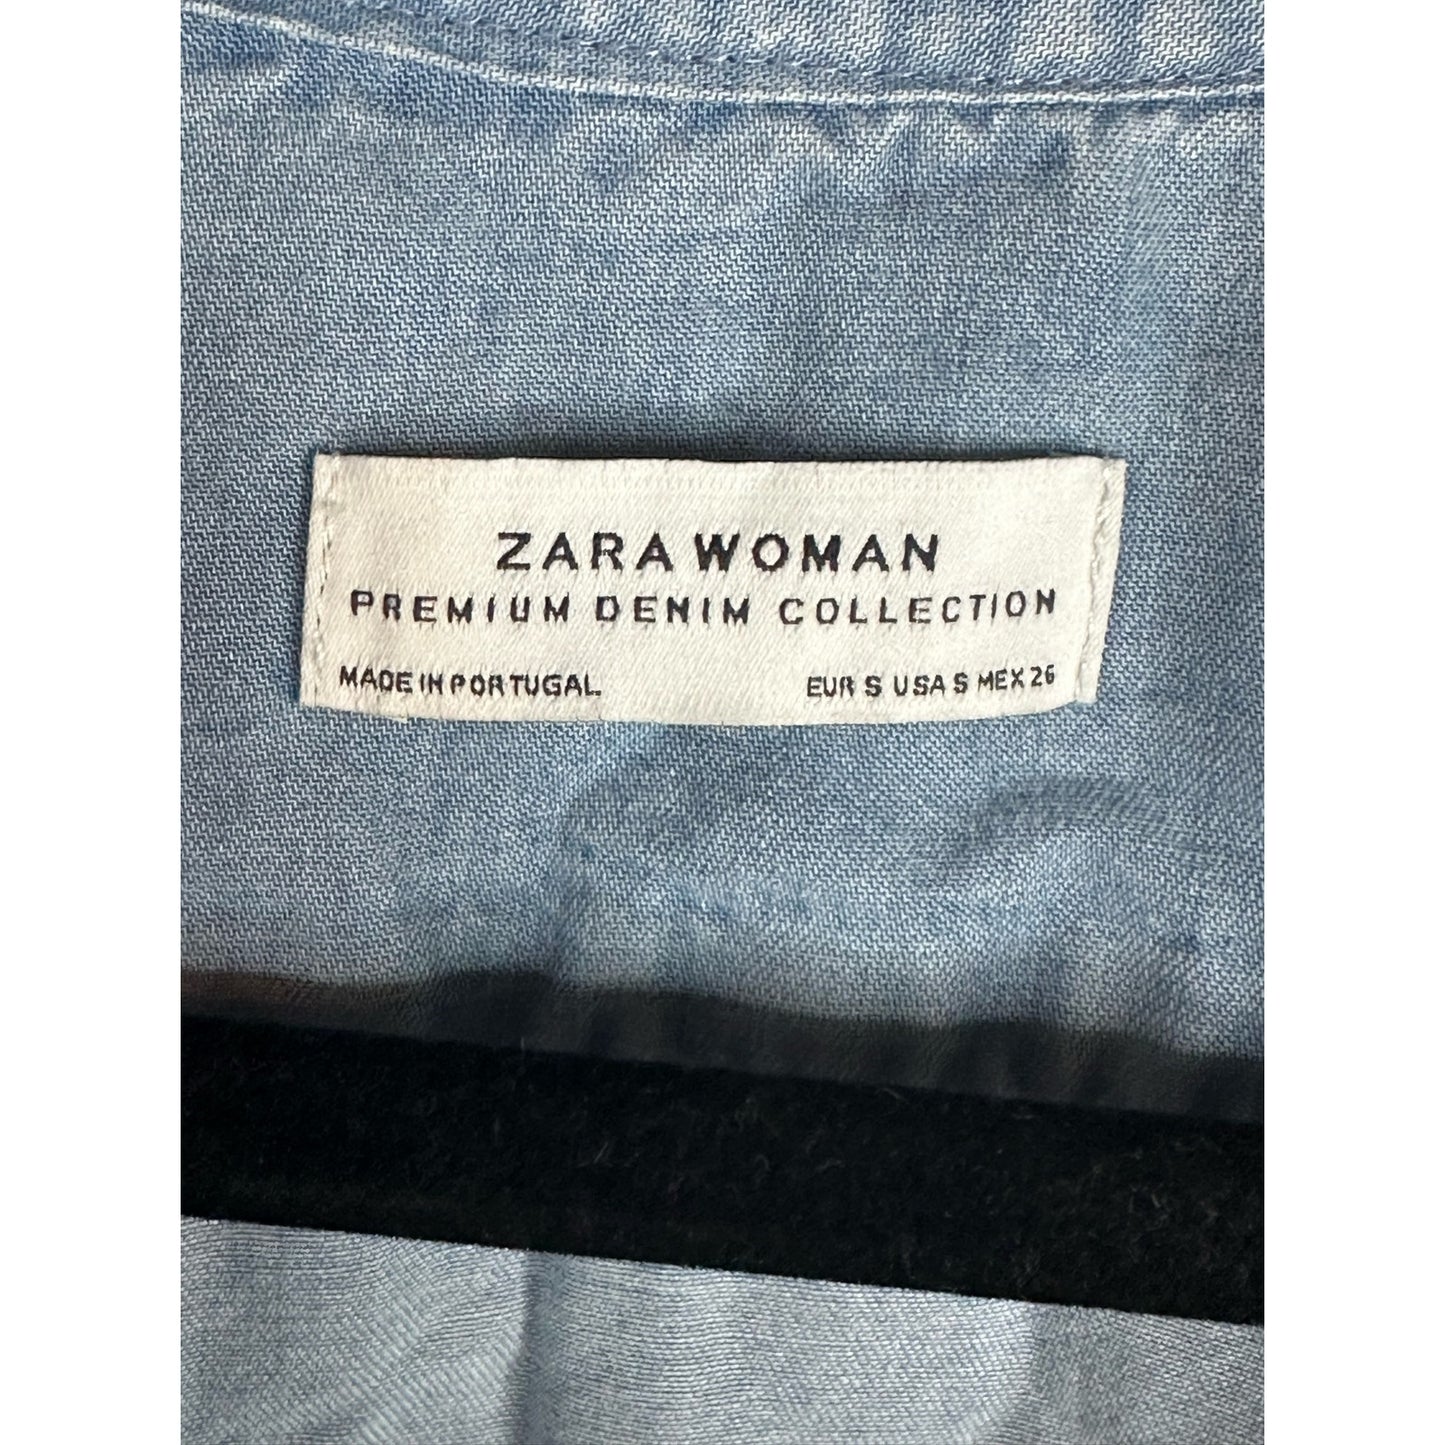 ZARA WOMAN
PREMIUM DENIM COLLECTION
MADE IN PORTUGAL
EUR S USA S MEX 26